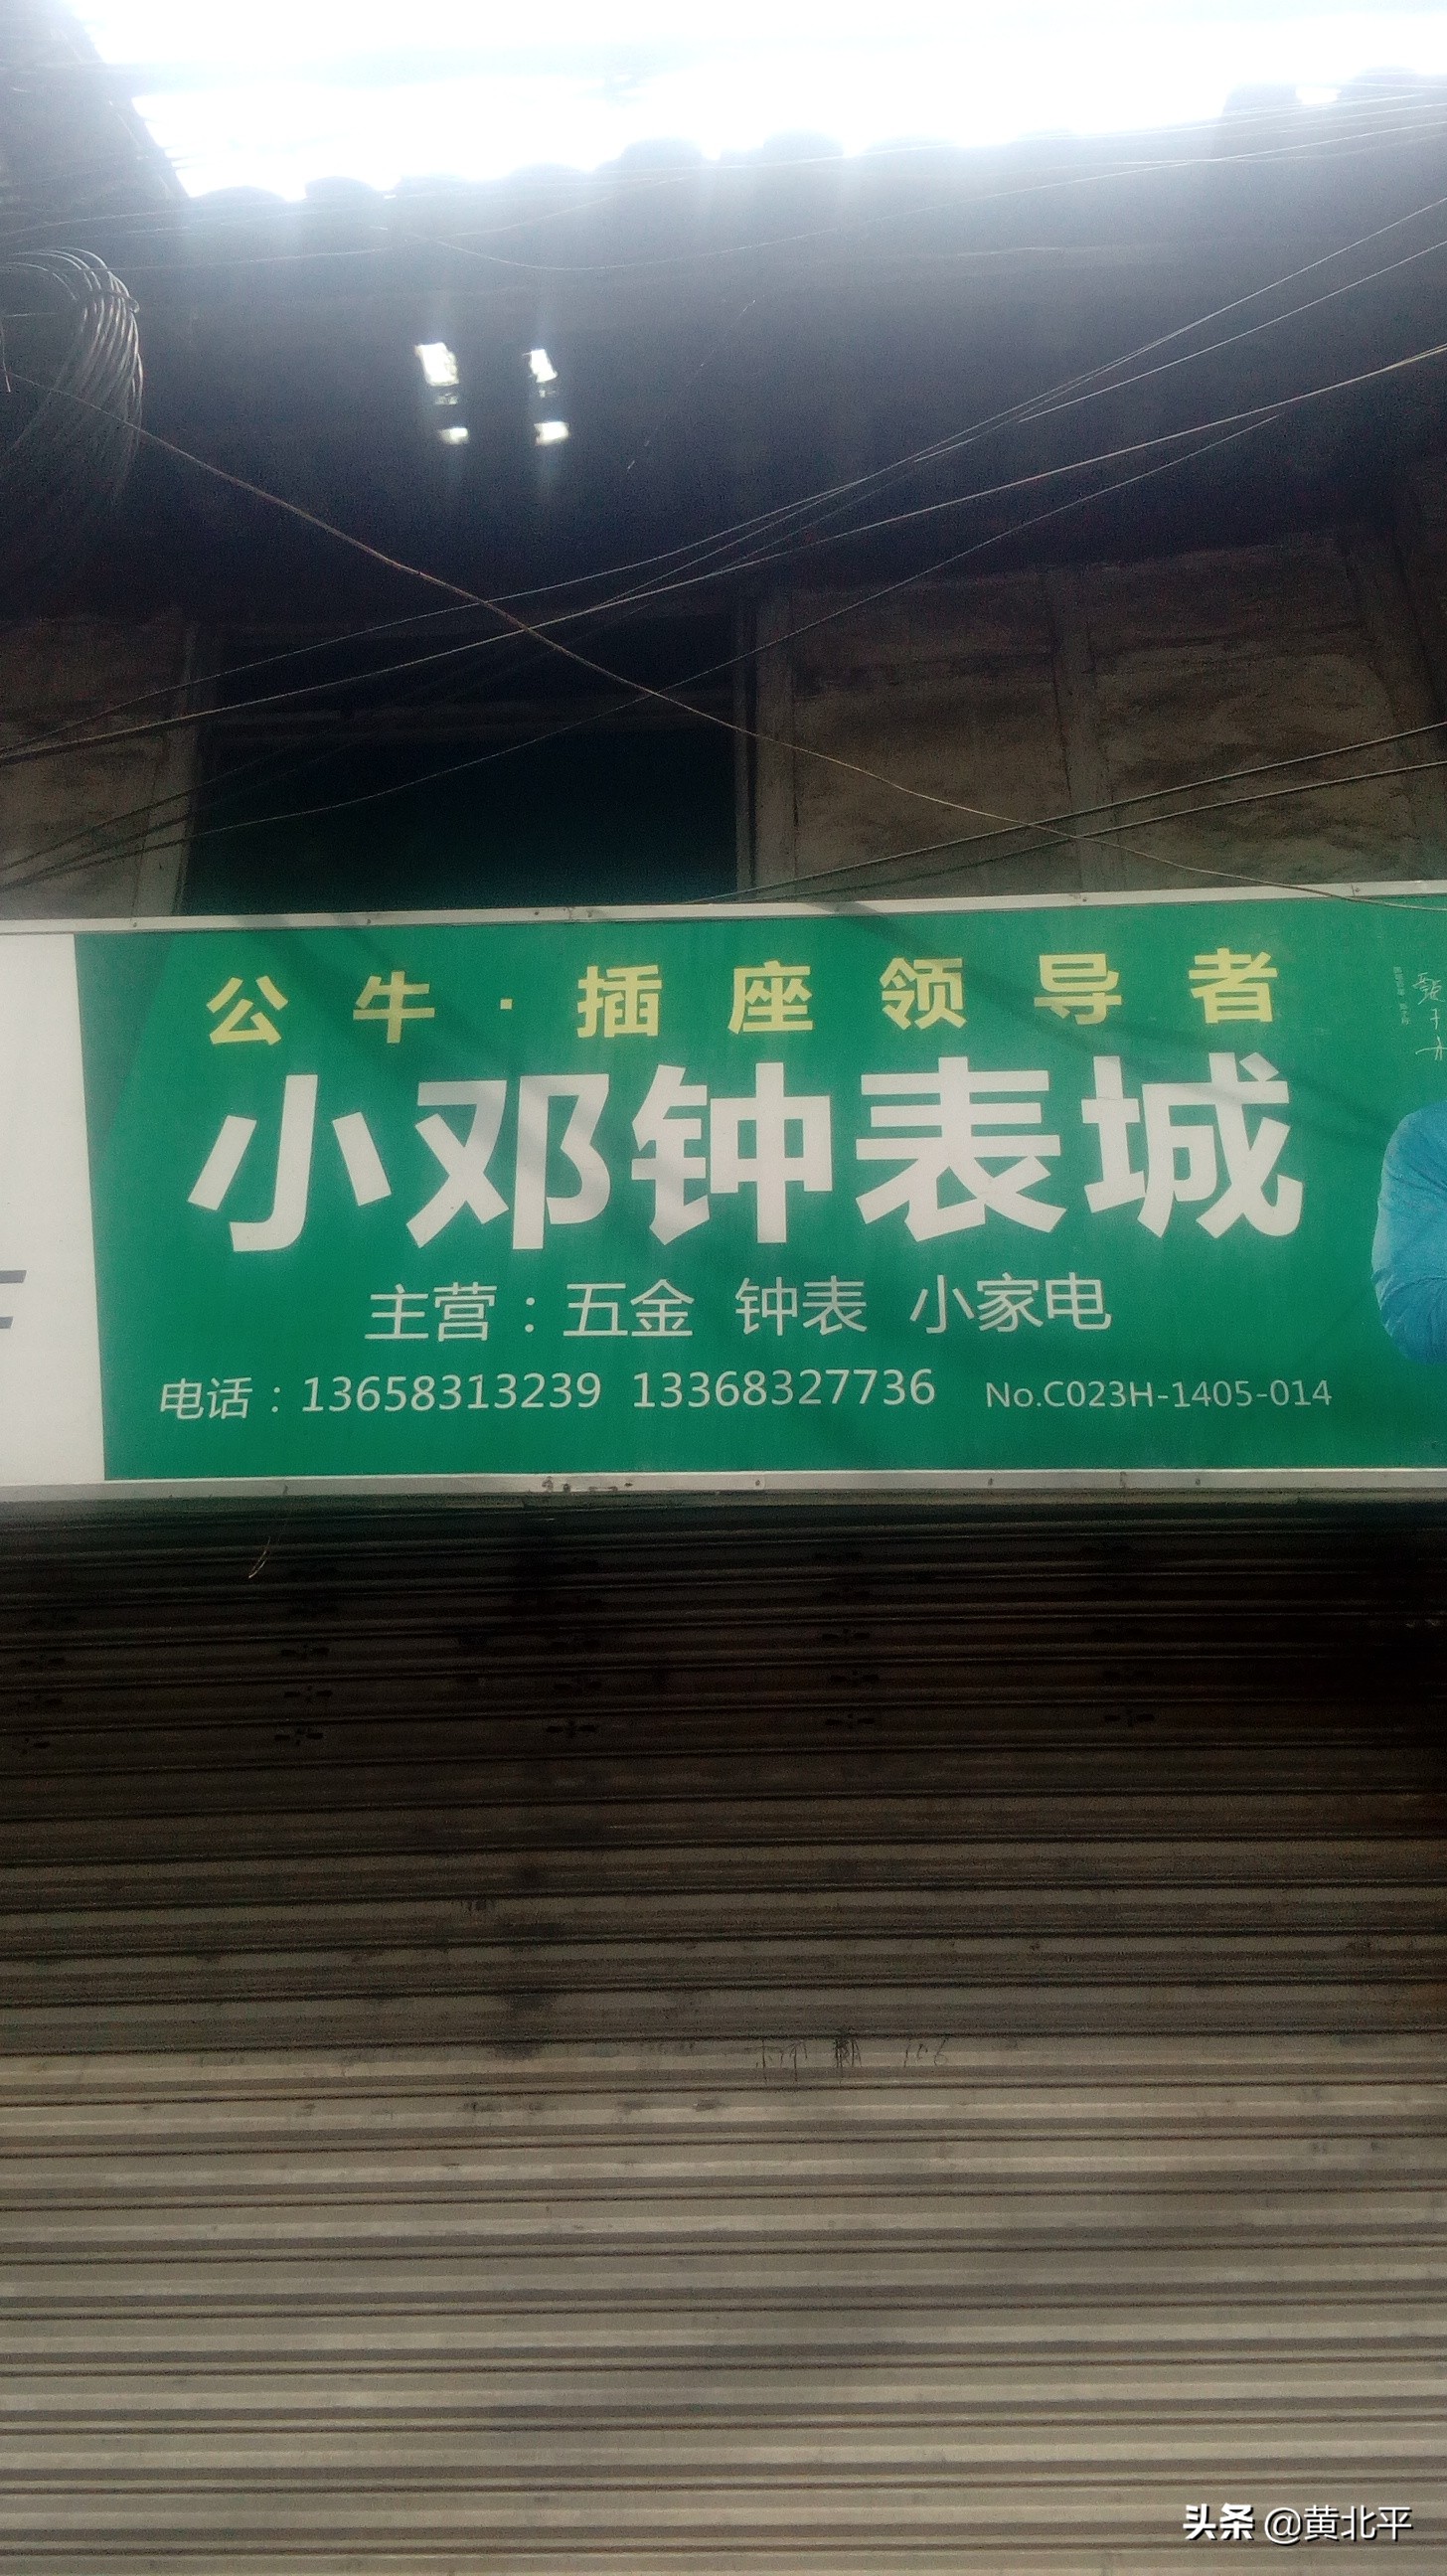 公牛·插座领导者
小邓钟表城
主营：五金 钟表 小家电
电话：13658313239 13368327736 No.C023H-1405-014
头条 @黄北平